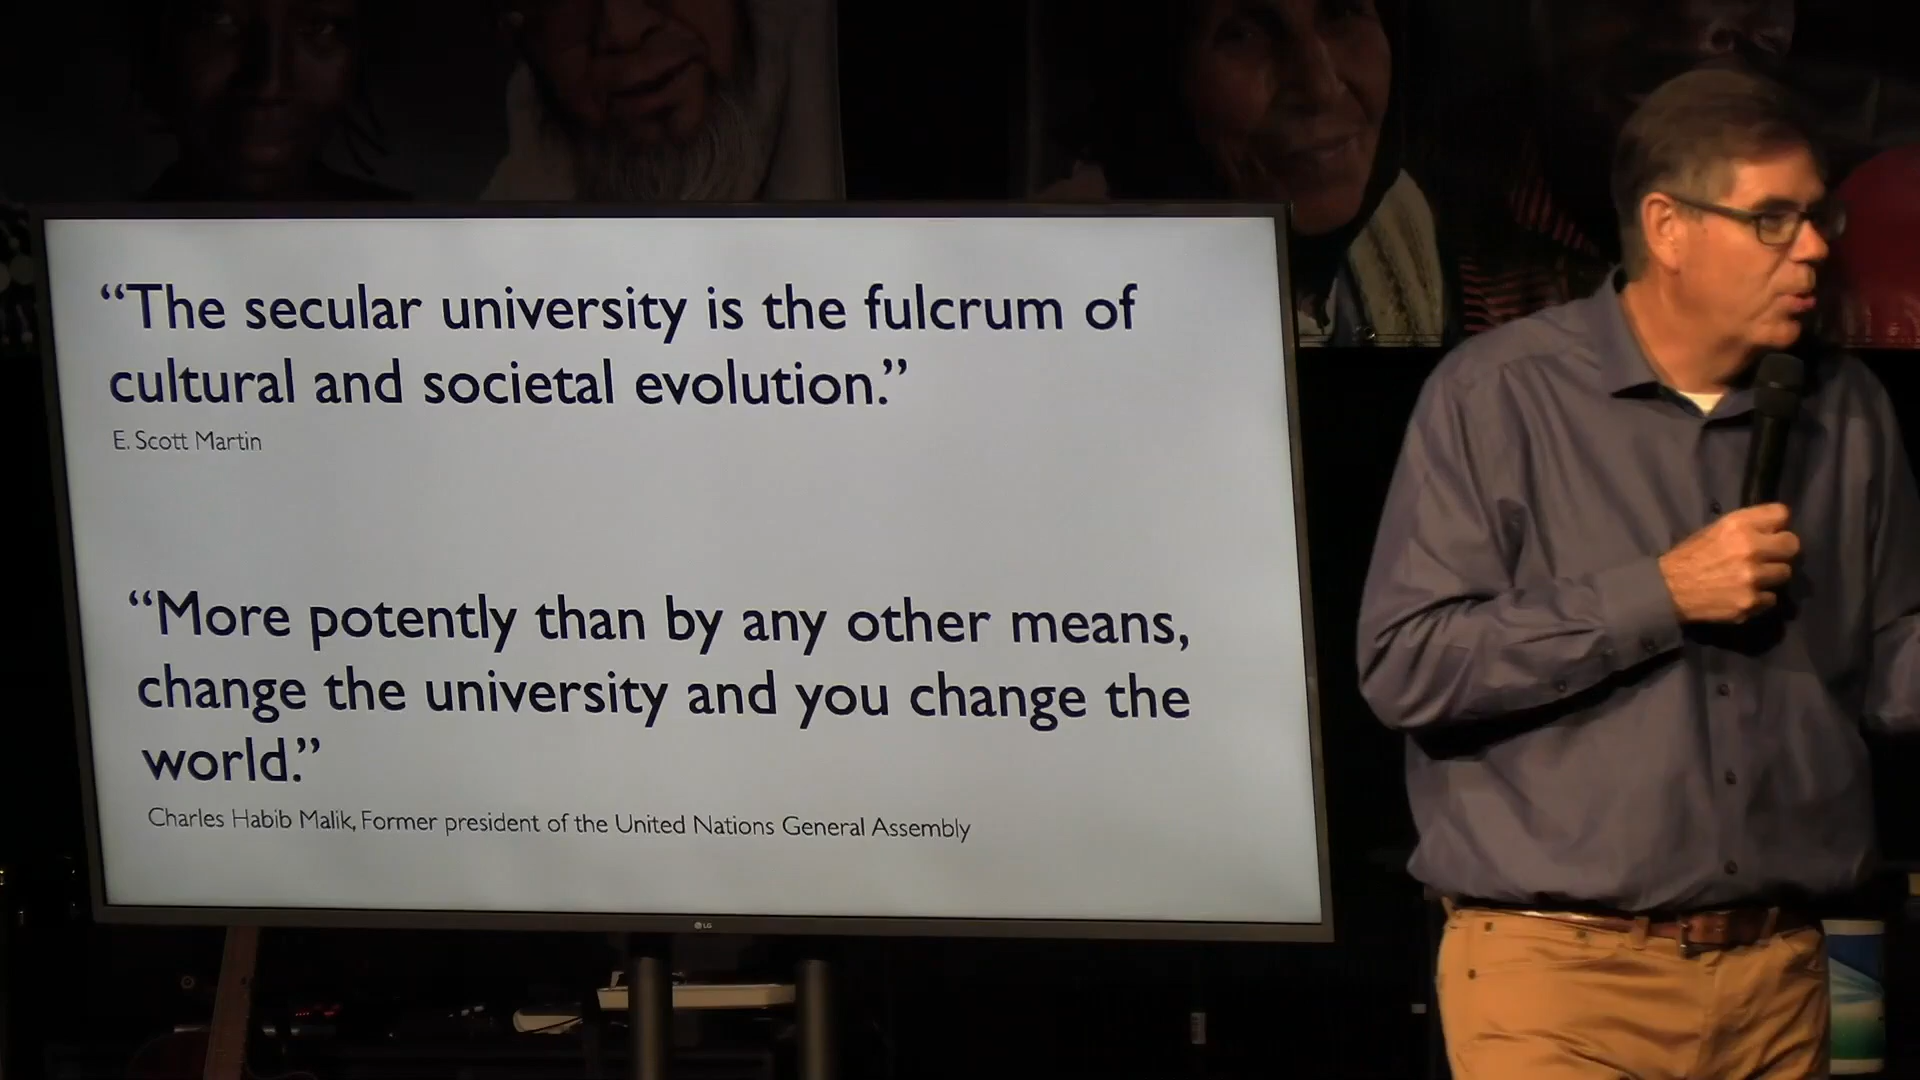 “The secular university is the fulcrum of
cultural and societal evolution.”
E. Scott Martin
“More potently than by any other means,
change the university and you change the
world.”
Charles Habib Malik, Former president of the United Nations General Assembly
LG